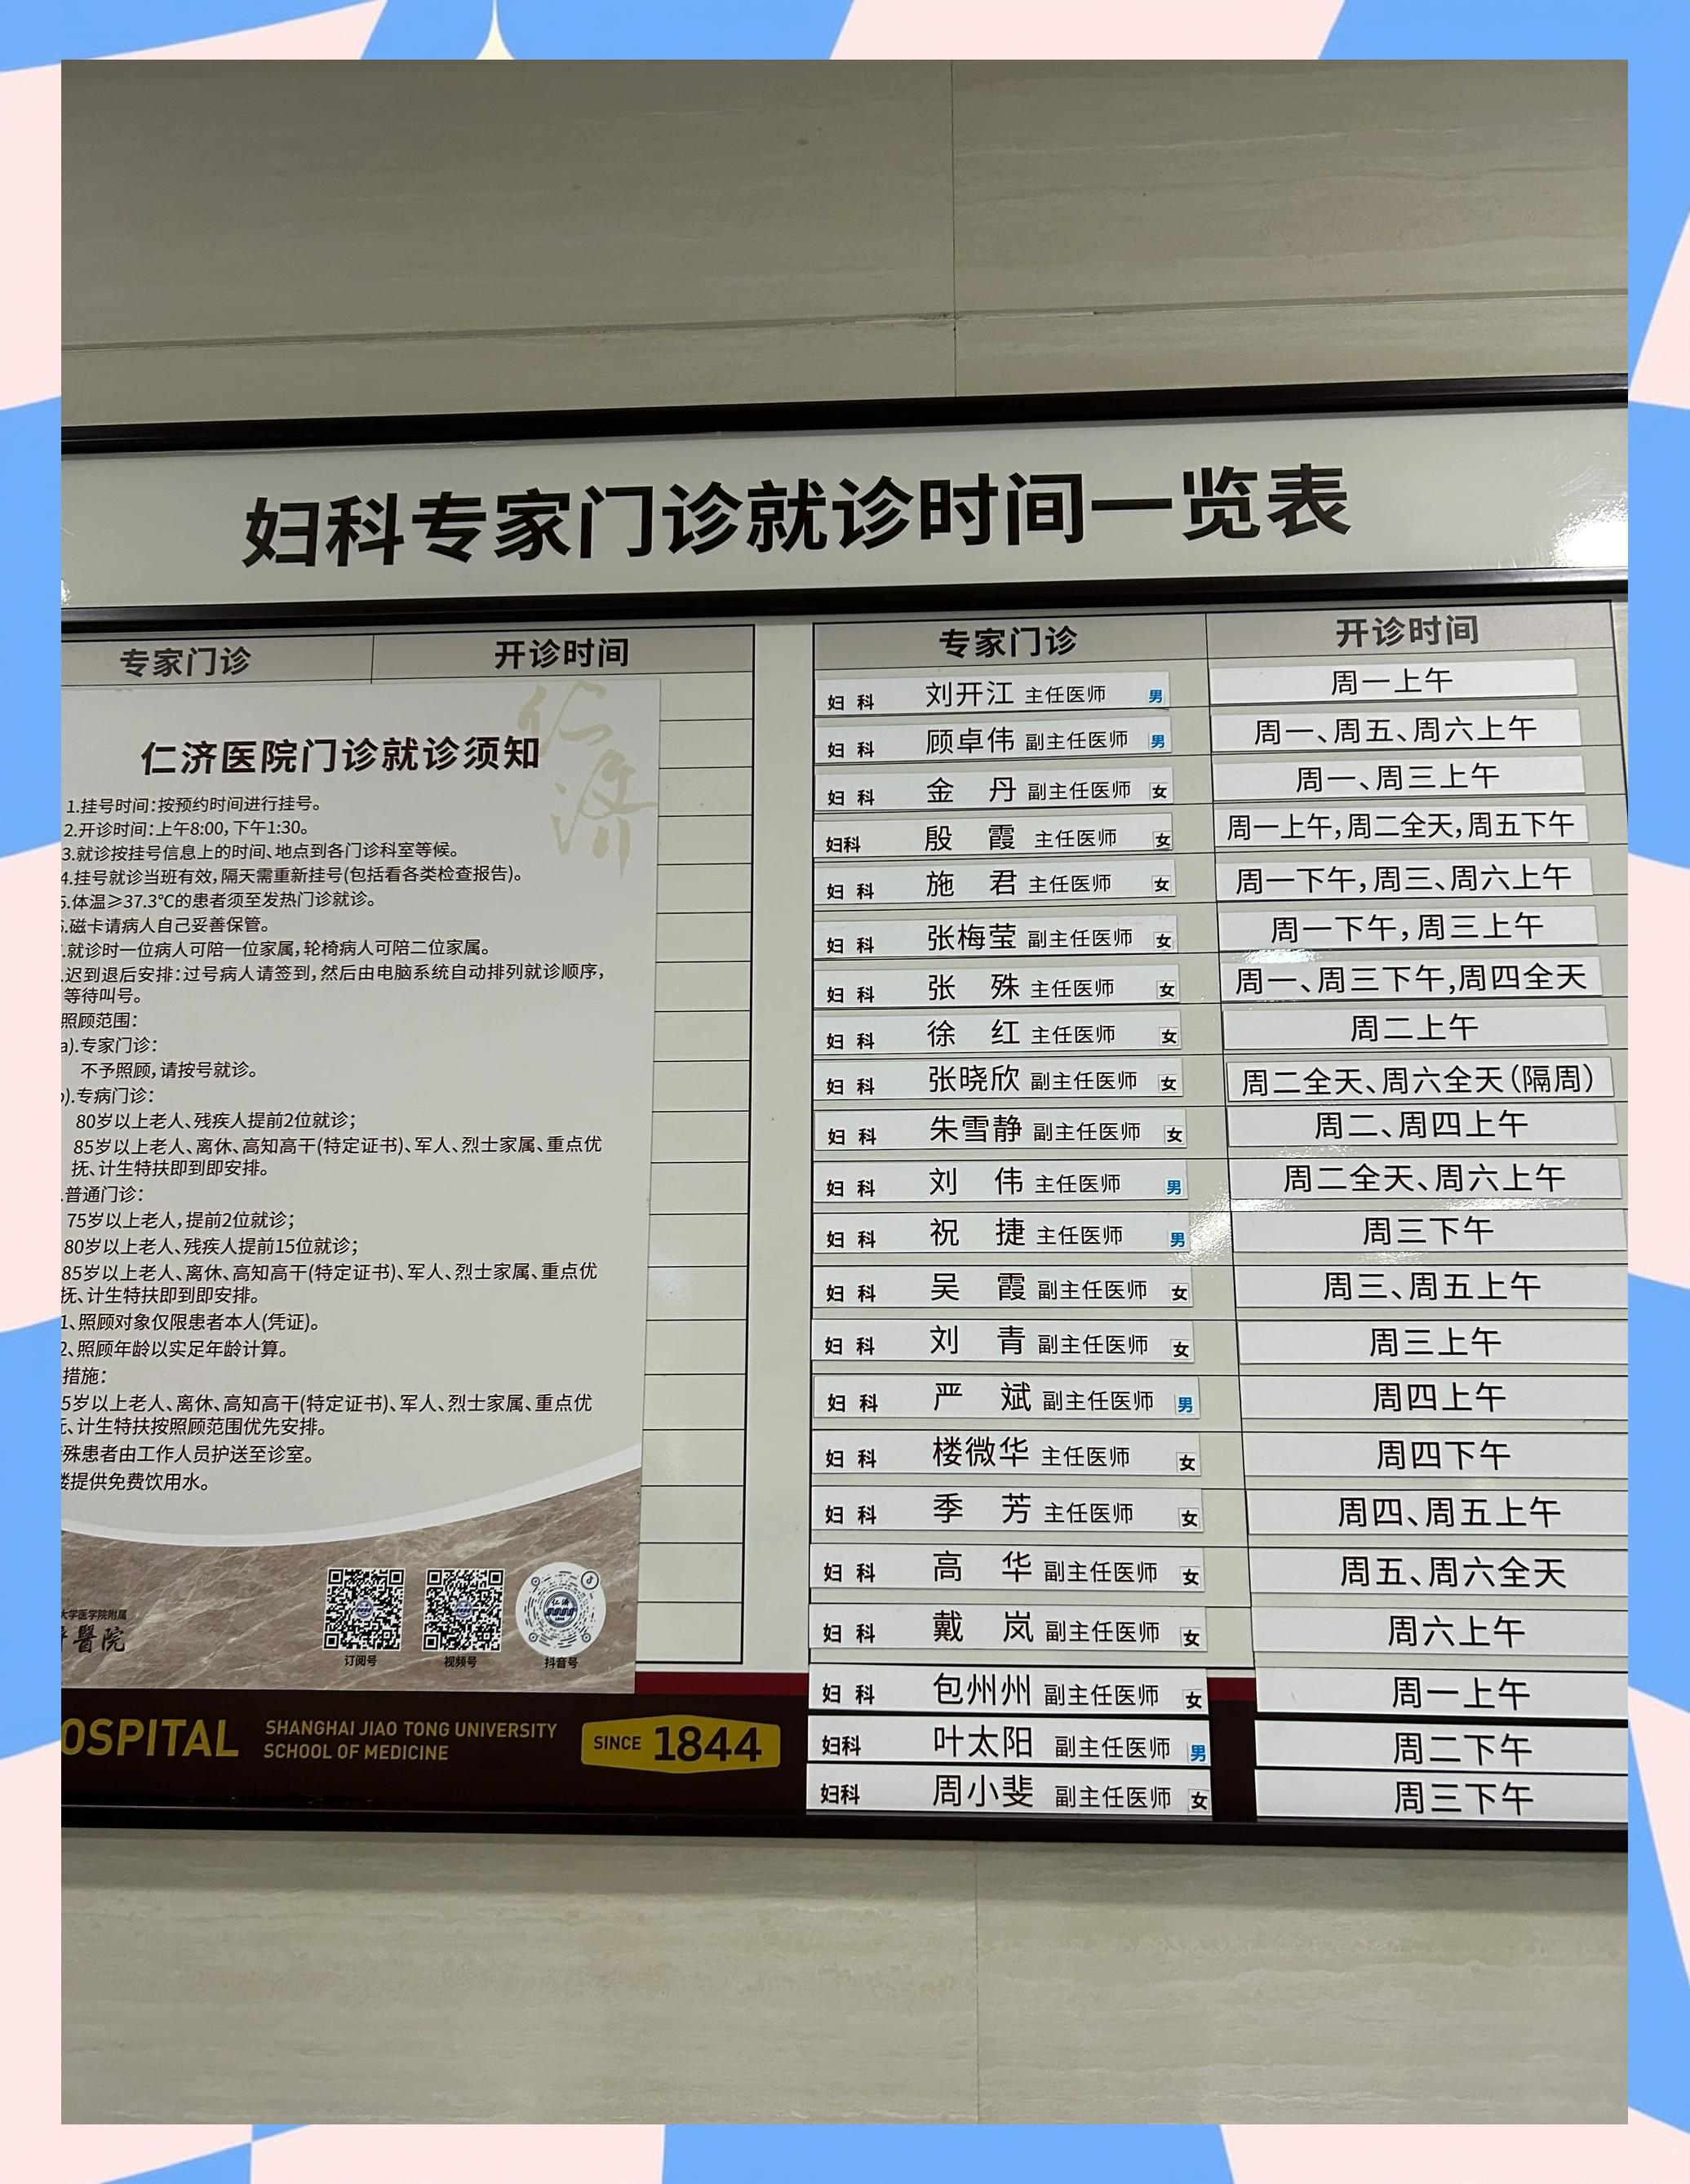 妇科专家门诊就诊时间一览表
专家门诊 开诊时间
仁济
仁济医院门诊就诊须知
1.挂号时间:按预约时间进行挂号。
2.开诊时间:上午8:00,下午1:30。
3.就诊按挂号信息上的时间、地点到各门诊科室等候。
4.挂号就诊当班有效,隔天需重新挂号(包括看各类检查报告)。
5.体温≥37.3℃的患者须至发热门诊就诊。
.磁卡请病人自己妥善保管。
.就诊时一位病人可陪一位家属,轮椅病人可陪二位家属。
.迟到退后安排:过号病人请签到,然后由电脑系统自动排列就诊顺序,
等待叫号。
照顾范围:
a).专家门诊:
不予照顾,请按号就诊。
b).专病门诊:
80岁以上老人、残疾人提前2位就诊;
85岁以上老人、离休、高知高干(特定证书)、军人、烈士家属、重点优
抚、计生特扶即到即安排。
.普通门诊:
75岁以上老人,提前2位就诊;
80岁以上老人、残疾人提前15位就诊;
85岁以上老人、离休、高知高干(特定证书)、军人、烈士家属、重点优
抚、计生特扶即到即安排。
1、照顾对象仅限患者本人(凭证)。
2、照顾年龄以实足年龄计算。
措施:
5岁以上老人、离休、高知高干(特定证书)、军人、烈士家属、重点优
、计生特扶按照顾范围优先安排。
殊患者由工作人员护送至诊室。
提供免费饮用水。
大学医学院附属
醫院
订阅号 视频号 抖音号
OSPITAL
SHANGHAI JIAO TONG UNIVERSITY
SCHOOL OF MEDICINE
SINCE 1844
专家门诊 开诊时间
妇科 刘开江 主任医师 男 周一上午
妇科 顾卓伟 副主任医师 男 周一、周五、周六上午
妇科 金丹 副主任医师 女 周一、周三上午
妇科 殷霞 主任医师 女 周一上午,周二全天,周五下午
妇科 施君 主任医师 女 周一下午,周三、周六上午
妇科 张梅莹 副主任医师 女 周一下午,周三上午
妇科 张殊 主任医师 女 周一、周三下午,周四全天
妇科 徐红 主任医师 女 周二上午
妇科 张晓欣 副主任医师 女 周二全天、周六全天(隔周)
妇科 朱雪静 副主任医师 女 周二、周四上午
妇科 刘伟 主任医师 男 周二全天、周六上午
妇科 祝捷 主任医师 男 周三下午
妇科 吴霞 副主任医师 女 周三、周五上午
妇科 刘青 副主任医师 女 周三上午
妇科 严斌 副主任医师 男 周四上午
妇科 楼微华 主任医师 女 周四下午
妇科 季芳 主任医师 女 周四、周五上午
妇科 高华 副主任医师 女 周五、周六全天
妇科 戴岚 副主任医师 女 周六上午
妇科 包州州 副主任医师 女 周一上午
妇科 叶太阳 副主任医师 男 周二下午
妇科 周小斐 副主任医师 女 周三下午